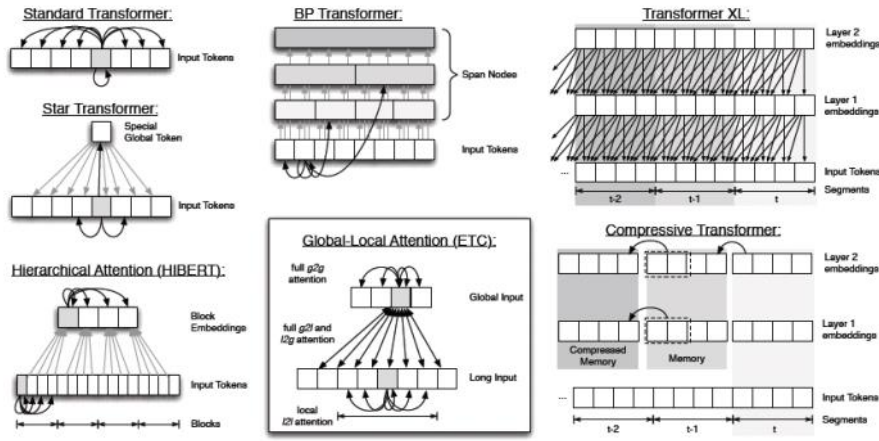 Standard Transformer:
Input Tokens
Star Transformer:
Special
Global Token
Input Tokens
Hierarchical Attention (HIBERT):
Block
Embeddings
Input Tokens
Blocks
BP Transformer:
Span Nodes
Input Tokens
Global-Local Attention (ETC):
full g2g
attention
Global Input
full g2l and
l2g attention
Long Input
local
l2l attention
Transformer XL:
Layer 2
embeddings
Layer 1
embeddings
...
Input Tokens
Segments
t-2
t-1
t
Compressive Transformer:
Layer 2
embeddings
Layer 1
embeddings
Compressed
Memory
Memory
...
Input Tokens
Segments
t-2
t-1
t